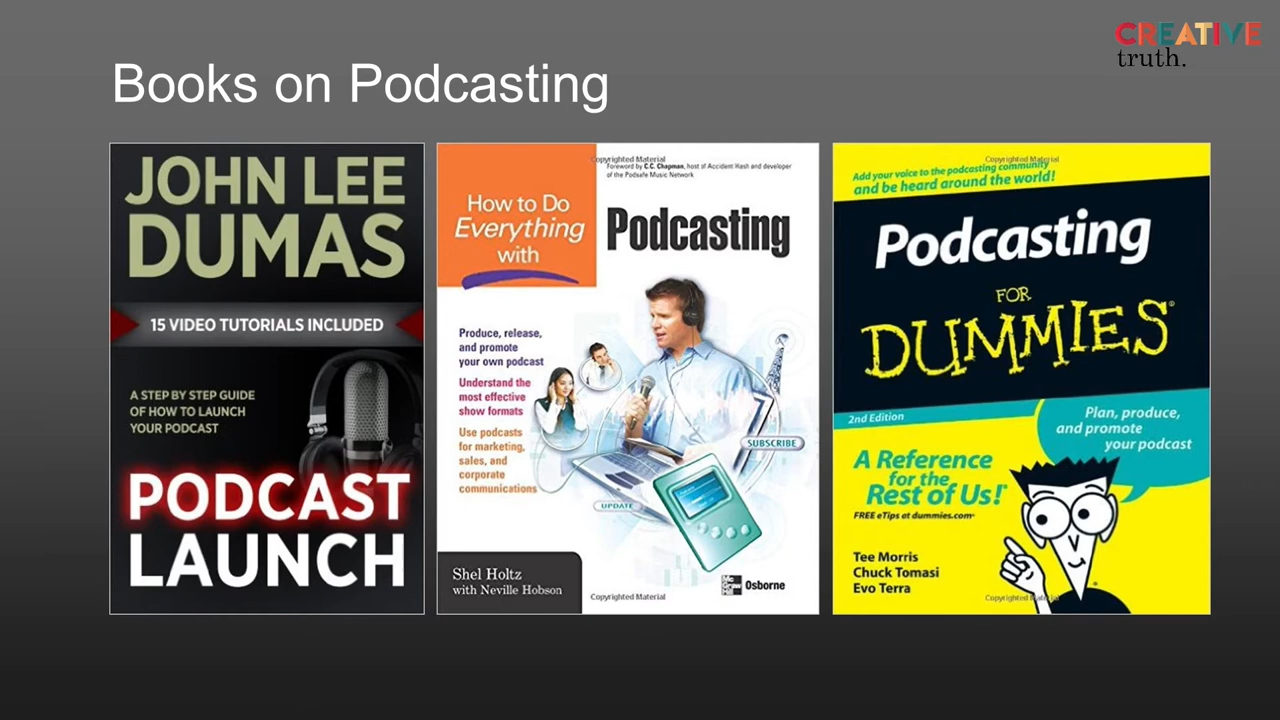 CREATIVE
truth.
Books on Podcasting
JOHN LEE
DUMAS
15 VIDEO TUTORIALS INCLUDED
A STEP BY STEP GUIDE
OF HOW TO LAUNCH
YOUR PODCAST
PODCAST
LAUNCH
Copyrighted Material
Foreword by C.C. Chapman, host of Accident Hash and developer
of the Podsafe Music Network
How to Do
Everything
with
Podcasting
Produce, release,
and promote
your own podcast
Understand the
most effective
show formats
Use podcasts
for marketing,
sales, and
corporate
communications
SUBSCRIBE
UPDATE
Shel Holtz
with Neville Hobson
Mc
Graw
Hill
Osborne
Copyrighted Material
Copyrighted Material
Add your voice to the podcasting community
and be heard around the world!
Podcasting
FOR
DUMMIES®
2nd Edition
Plan, produce,
and promote
your podcast
A Reference
for the
Rest of Us!®
FREE eTips at dummies.com®
Tee Morris
Chuck Tomasi
Evo Terra
Copyrighted Material